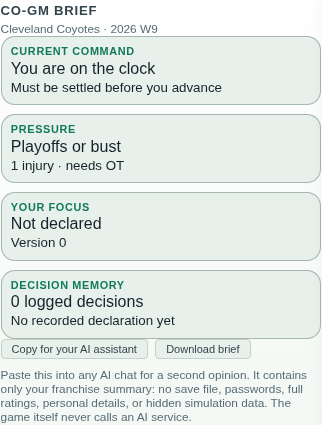 CO-GM BRIEF
Cleveland Coyotes · 2026 W9
CURRENT COMMAND
You are on the clock
Must be settled before you advance
PRESSURE
Playoffs or bust
1 injury · needs OT
YOUR FOCUS
Not declared
Version 0
DECISION MEMORY
0 logged decisions
No recorded declaration yet
Copy for your AI assistant
Download brief
Paste this into any AI chat for a second opinion. It contains
only your franchise summary: no save file, passwords, full
ratings, personal details, or hidden simulation data. The
game itself never calls an AI service.